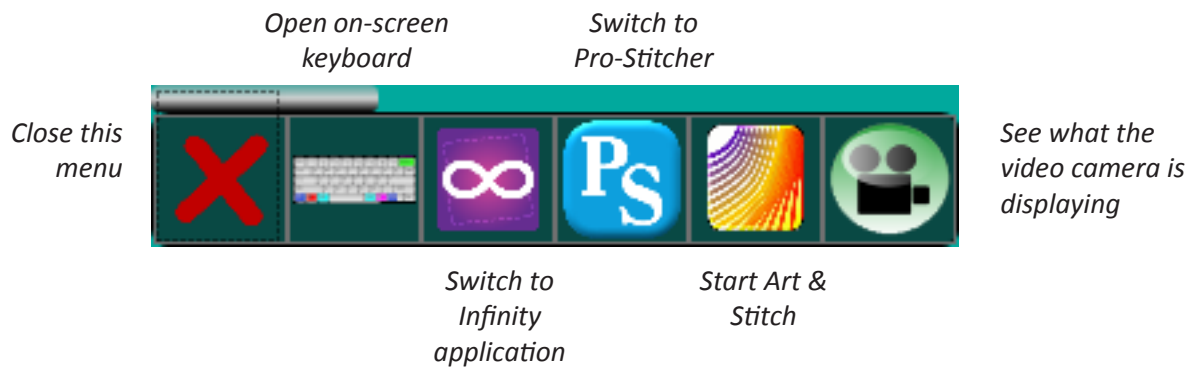 Open on-screen
keyboard
Switch to
Pro-Stitcher
Close this
menu
PS
See what the
video camera is
displaying
Switch to
Infinity
application
Start Art &
Stitch